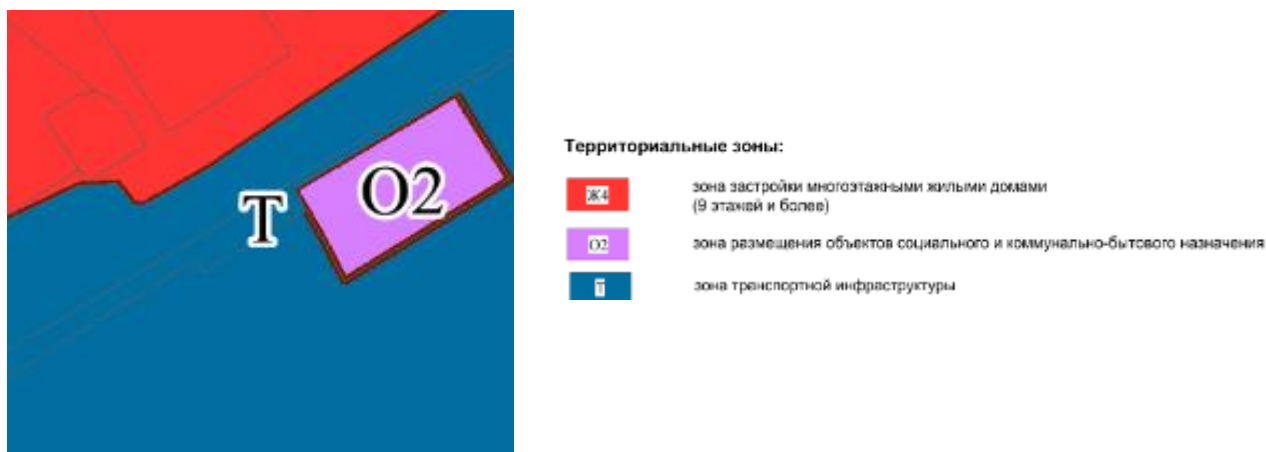 Т
О2
Территориальные зоны:
Ж4
зона застройки многоэтажными жилыми домами
(9 этажей и более)
О2
зона размещения объектов социального и коммунально-бытового назначения
Т
зона транспортной инфраструктуры